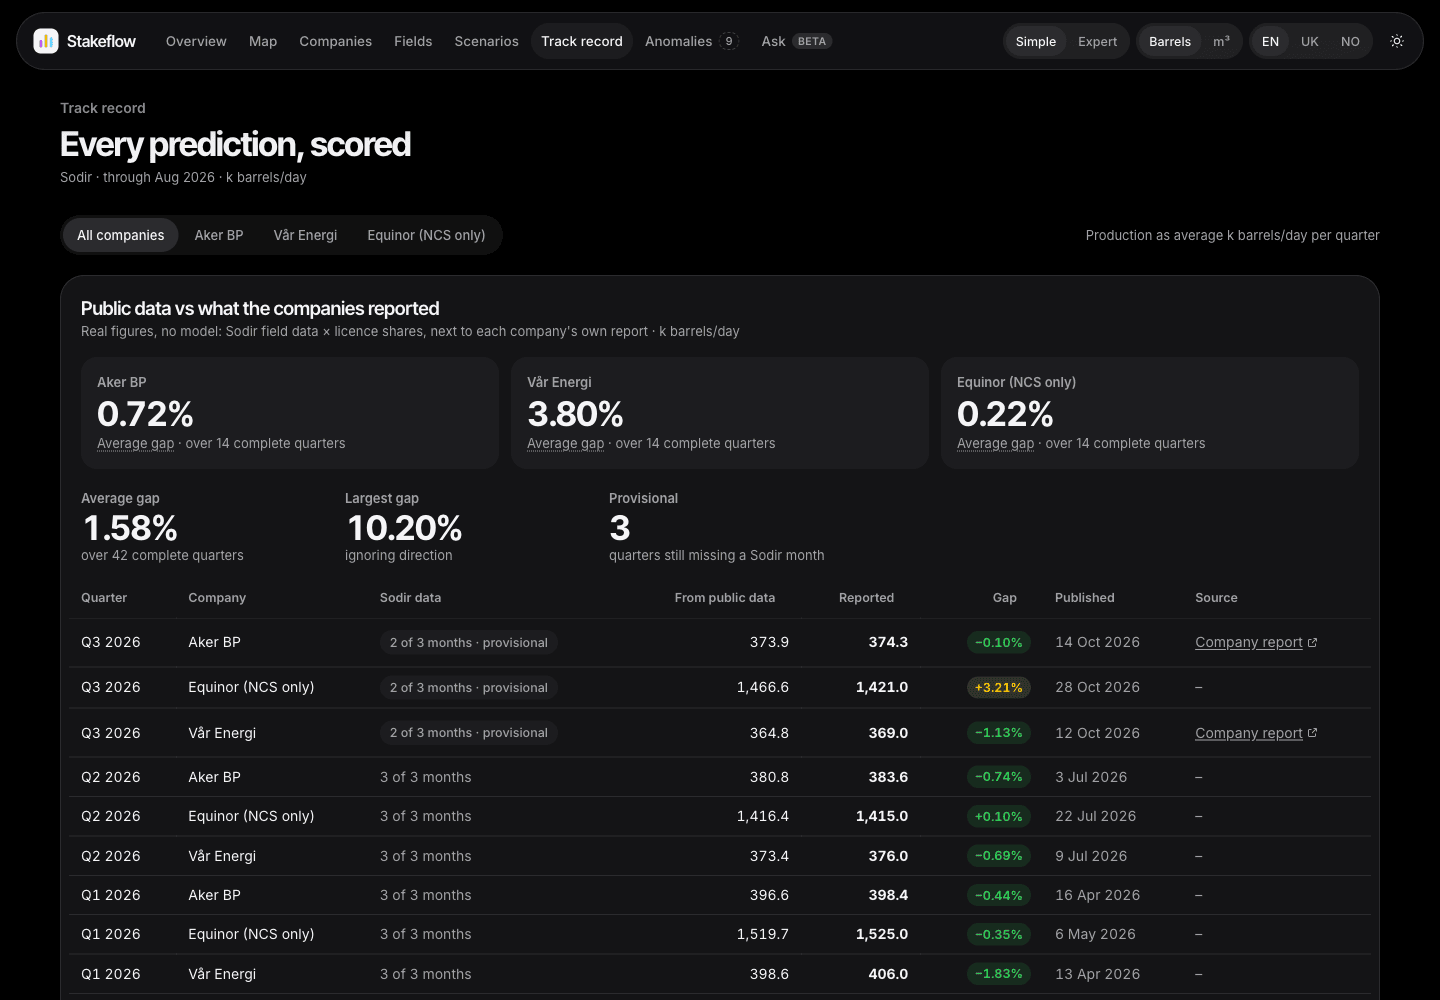 Stakeflow Overview Map Companies Fields Scenarios Track record Anomalies 9 Ask BETA Simple Expert Barrels m³ EN UK NO
Track record
Every prediction, scored
Sodir · through Aug 2026 · k barrels/day
All companies Aker BP Vår Energi Equinor (NCS only) Production as average k barrels/day per quarter
Public data vs what the companies reported
Real figures, no model: Sodir field data × licence shares, next to each company's own report · k barrels/day
Aker BP Vår Energi Equinor (NCS only)
0.72% 3.80% 0.22%
Average gap · over 14 complete quarters Average gap · over 14 complete quarters Average gap · over 14 complete quarters
Average gap Largest gap Provisional
1.58% 10.20% 3
over 42 complete quarters ignoring direction quarters still missing a Sodir month
Quarter Company Sodir data From public data Reported Gap Published Source
Q3 2026 Aker BP 2 of 3 months · provisional 373.9 374.3 −0.10% 14 Oct 2026 Company report
Q3 2026 Equinor (NCS only) 2 of 3 months · provisional 1,466.6 1,421.0 +3.21% 28 Oct 2026 –
Q3 2026 Vår Energi 2 of 3 months · provisional 364.8 369.0 −1.13% 12 Oct 2026 Company report
Q2 2026 Aker BP 3 of 3 months 380.8 383.6 −0.74% 3 Jul 2026 –
Q2 2026 Equinor (NCS only) 3 of 3 months 1,416.4 1,415.0 +0.10% 22 Jul 2026 –
Q2 2026 Vår Energi 3 of 3 months 373.4 376.0 −0.69% 9 Jul 2026 –
Q1 2026 Aker BP 3 of 3 months 396.6 398.4 −0.44% 16 Apr 2026 –
Q1 2026 Equinor (NCS only) 3 of 3 months 1,519.7 1,525.0 −0.35% 6 May 2026 –
Q1 2026 Vår Energi 3 of 3 months 398.6 406.0 −1.83% 13 Apr 2026 –